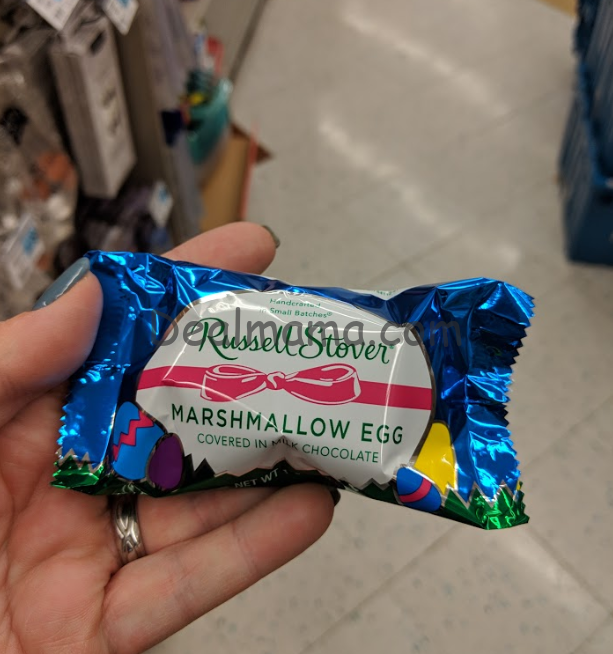 Handcrafted
Small Batches®
Dealmama.com
Russell Stover
MARSHMALLOW EGG
COVERED IN MILK CHOCOLATE
NET WT